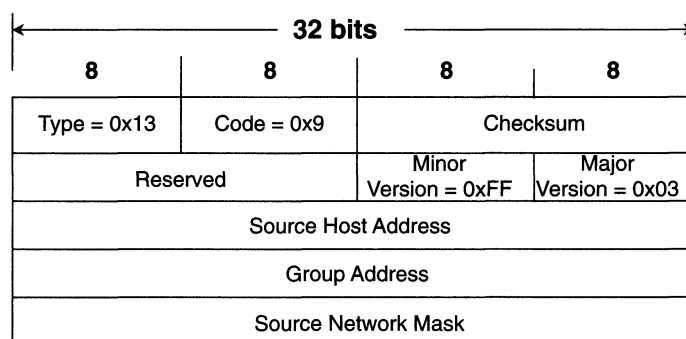 32 bits
8 8 8 8
Type = 0x13 Code = 0x9 Checksum
Reserved Minor Version = 0xFF Major Version = 0x03
Source Host Address
Group Address
Source Network Mask